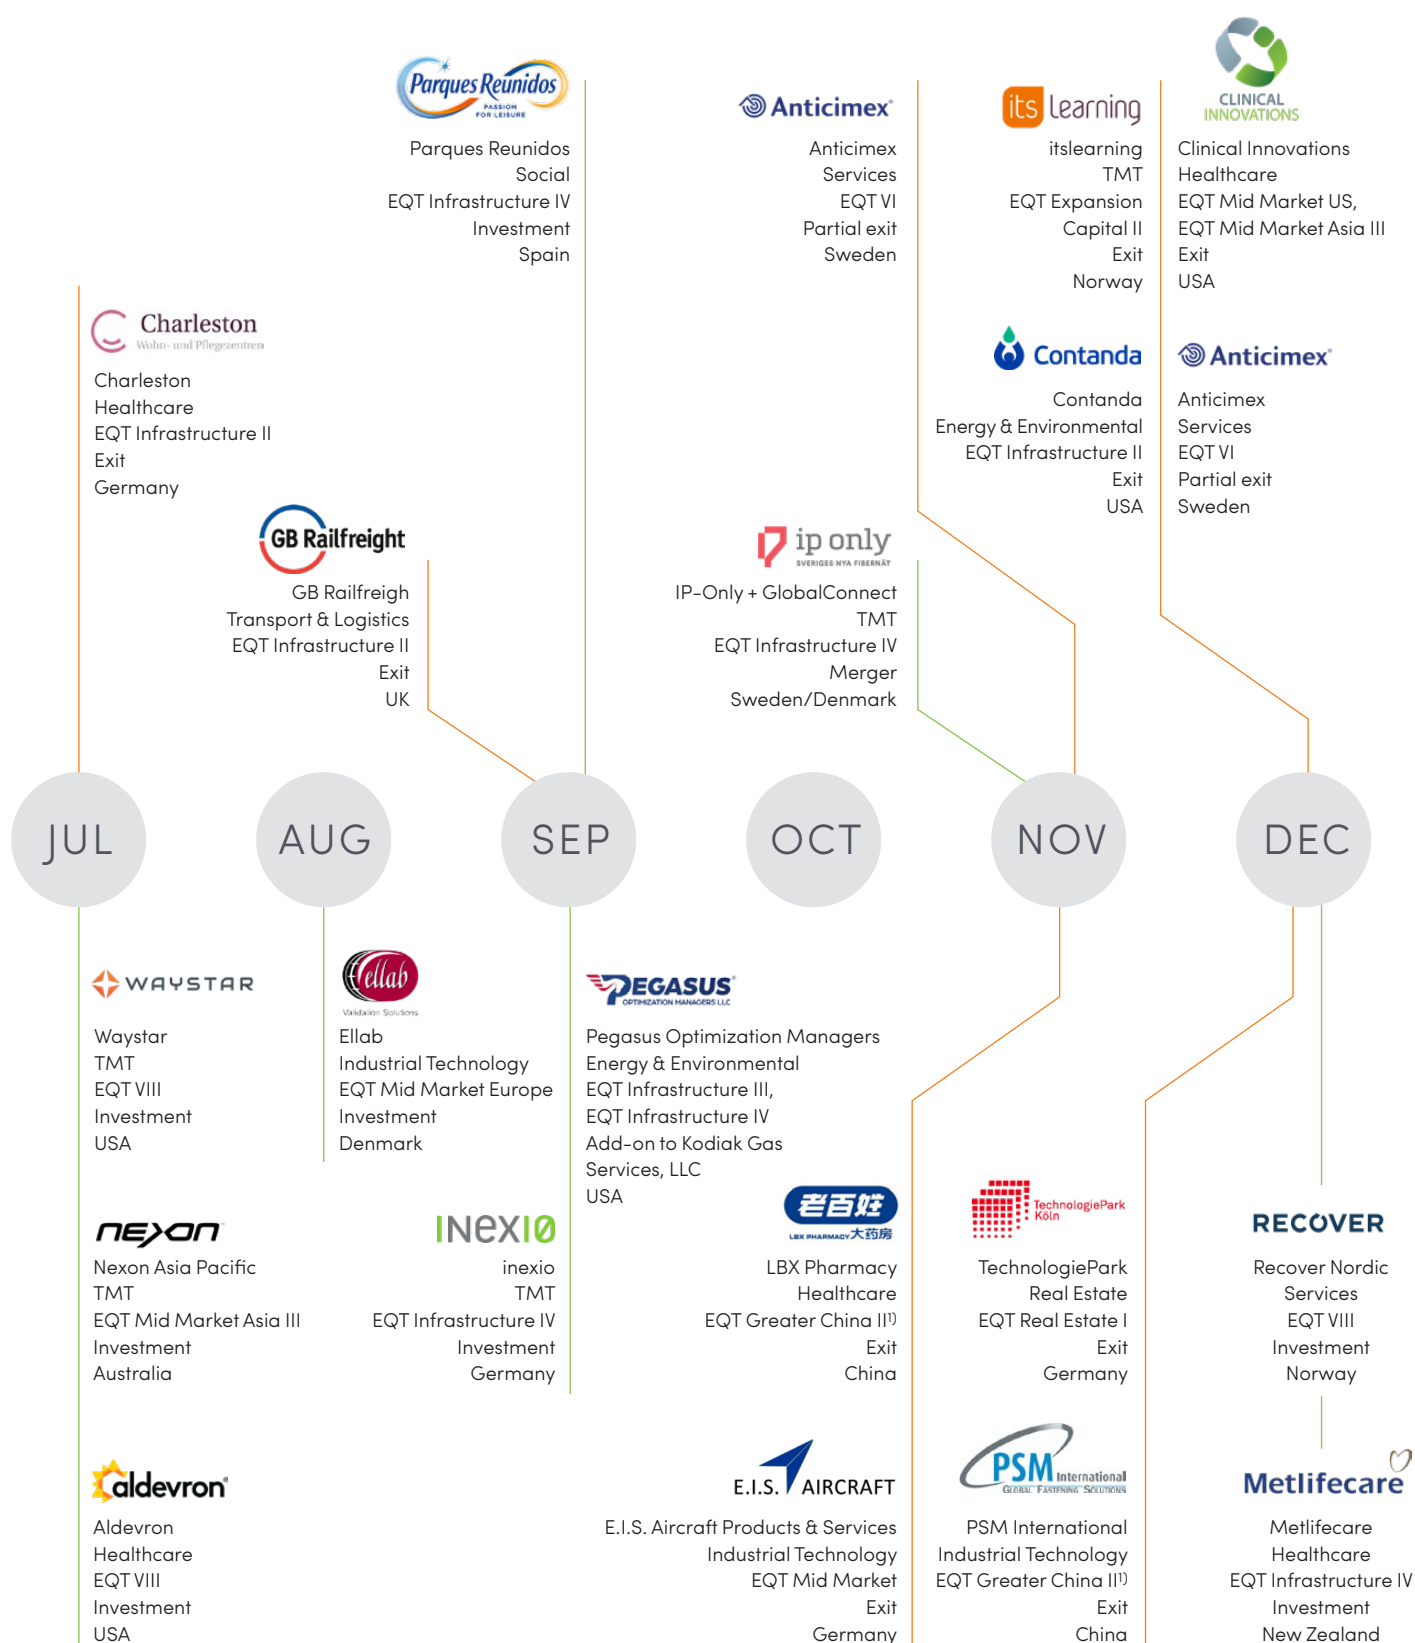 Parques Reunidos
PASSION
FOR LEISURE
Parques Reunidos
Social
EQT Infrastructure IV
Investment
Spain
Anticimex®
Anticimex
Services
EQT VI
Partial exit
Sweden
its learning
itslearning
TMT
EQT Expansion
Capital II
Exit
Norway
CLINICAL
INNOVATIONS
Clinical Innovations
Healthcare
EQT Mid Market US,
EQT Mid Market Asia III
Exit
USA
Charleston
Wohn- und Pflegezentren
Charleston
Healthcare
EQT Infrastructure II
Exit
Germany
Contanda
Contanda
Energy & Environmental
EQT Infrastructure II
Exit
USA
Anticimex®
Anticimex
Services
EQT VI
Partial exit
Sweden
GB Railfreight
GB Railfreigh
Transport & Logistics
EQT Infrastructure II
Exit
UK
ip only
SVERIGES NYA FIBERNÄT
IP-Only + GlobalConnect
TMT
EQT Infrastructure IV
Merger
Sweden/Denmark
JUL
AUG
SEP
OCT
NOV
DEC
WAYSTAR
Waystar
TMT
EQT VIII
Investment
USA
ellab
Validation Solutions
Ellab
Industrial Technology
EQT Mid Market Europe
Investment
Denmark
PEGASUS®
OPTIMIZATION MANAGERS LLC
Pegasus Optimization Managers
Energy & Environmental
EQT Infrastructure III,
EQT Infrastructure IV
Add-on to Kodiak Gas
Services, LLC
USA
nexon
Nexon Asia Pacific
TMT
EQT Mid Market Asia III
Investment
Australia
INEXIO
inexio
TMT
EQT Infrastructure IV
Investment
Germany
老百姓
LBX PHARMACY大药房
LBX Pharmacy
Healthcare
EQT Greater China II1)
Exit
China
TechnologiePark
Köln
TechnologiePark
Real Estate
EQT Real Estate I
Exit
Germany
RECOVER
Recover Nordic
Services
EQT VIII
Investment
Norway
aldevron®
Aldevron
Healthcare
EQT VIII
Investment
USA
E.I.S. AIRCRAFT
E.I.S. Aircraft Products & Services
Industrial Technology
EQT Mid Market
Exit
Germany
PSM International
GLOBAL FASTENING SOLUTIONS
PSM International
Industrial Technology
EQT Greater China II1)
Exit
China
Metlifecare
Metlifecare
Healthcare
EQT Infrastructure IV
Investment
New Zealand